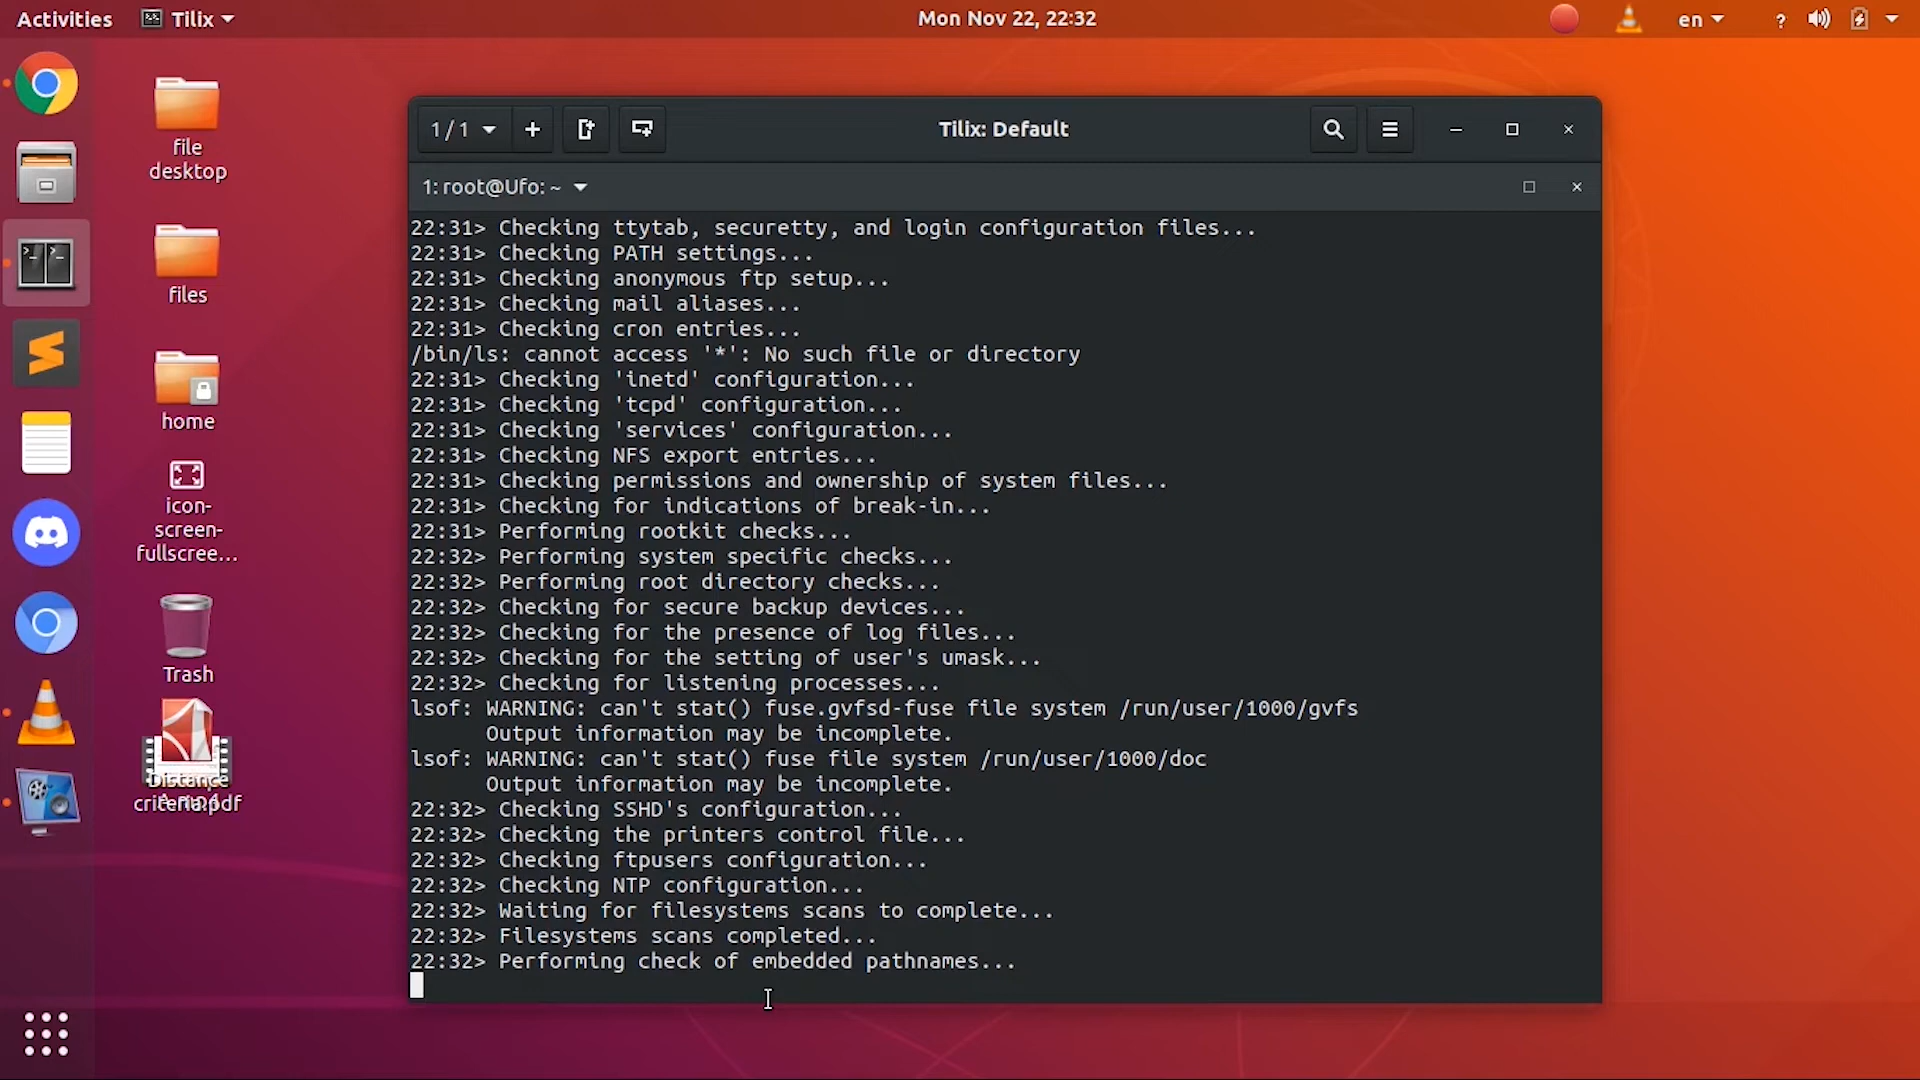 Activities
Tilix
Mon Nov 22, 22:32
en
?
file
desktop
files
home
icon-
screen-
fullscree...
Trash
criteria.pdf
1 / 1
Tilix: Default
1: root@Ufo: ~
22:31> Checking ttytab, securetty, and login configuration files...
22:31> Checking PATH settings...
22:31> Checking anonymous ftp setup...
22:31> Checking mail aliases...
22:31> Checking cron entries...
/bin/ls: cannot access '*': No such file or directory
22:31> Checking 'inetd' configuration...
22:31> Checking 'tcpd' configuration...
22:31> Checking 'services' configuration...
22:31> Checking NFS export entries...
22:31> Checking permissions and ownership of system files...
22:31> Checking for indications of break-in...
22:31> Performing rootkit checks...
22:32> Performing system specific checks...
22:32> Performing root directory checks...
22:32> Checking for secure backup devices...
22:32> Checking for the presence of log files...
22:32> Checking for the setting of user's umask...
22:32> Checking for listening processes...
lsof: WARNING: can't stat() fuse.gvfsd-fuse file system /run/user/1000/gvfs
Output information may be incomplete.
lsof: WARNING: can't stat() fuse file system /run/user/1000/doc
Output information may be incomplete.
22:32> Checking SSHD's configuration...
22:32> Checking the printers control file...
22:32> Checking ftpusers configuration...
22:32> Checking NTP configuration...
22:32> Waiting for filesystems scans to complete...
22:32> Filesystems scans completed...
22:32> Performing check of embedded pathnames...